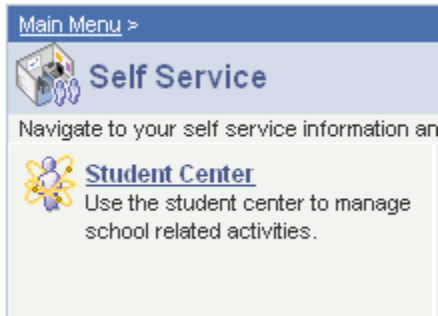 Main Menu >
Self Service
Navigate to your self service information an
Student Center
Use the student center to manage
school related activities.